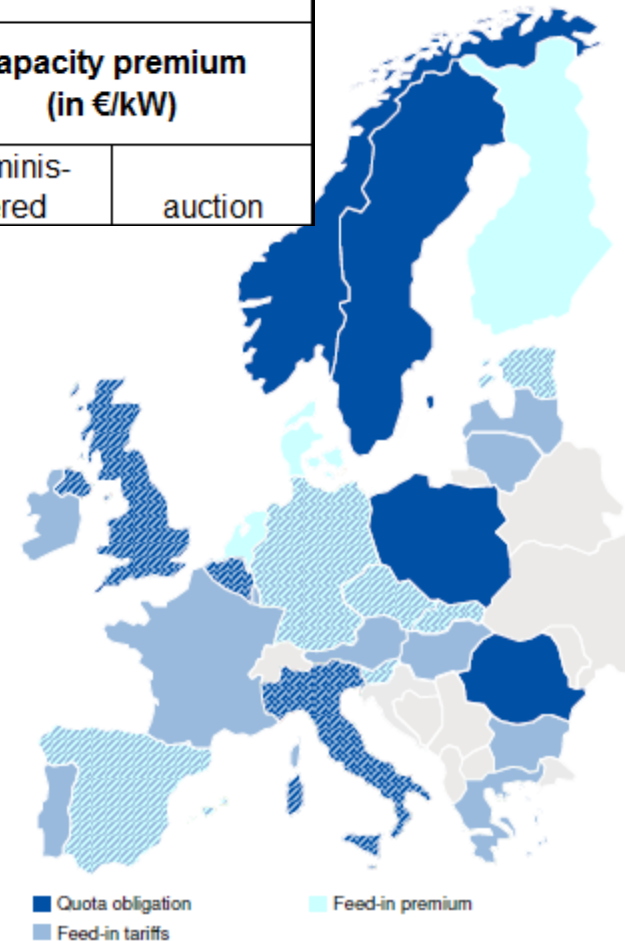 apacity premium
(in €/kW)
minis-
ered
auction
Quota obligation
Feed-in premium
Feed-in tariffs